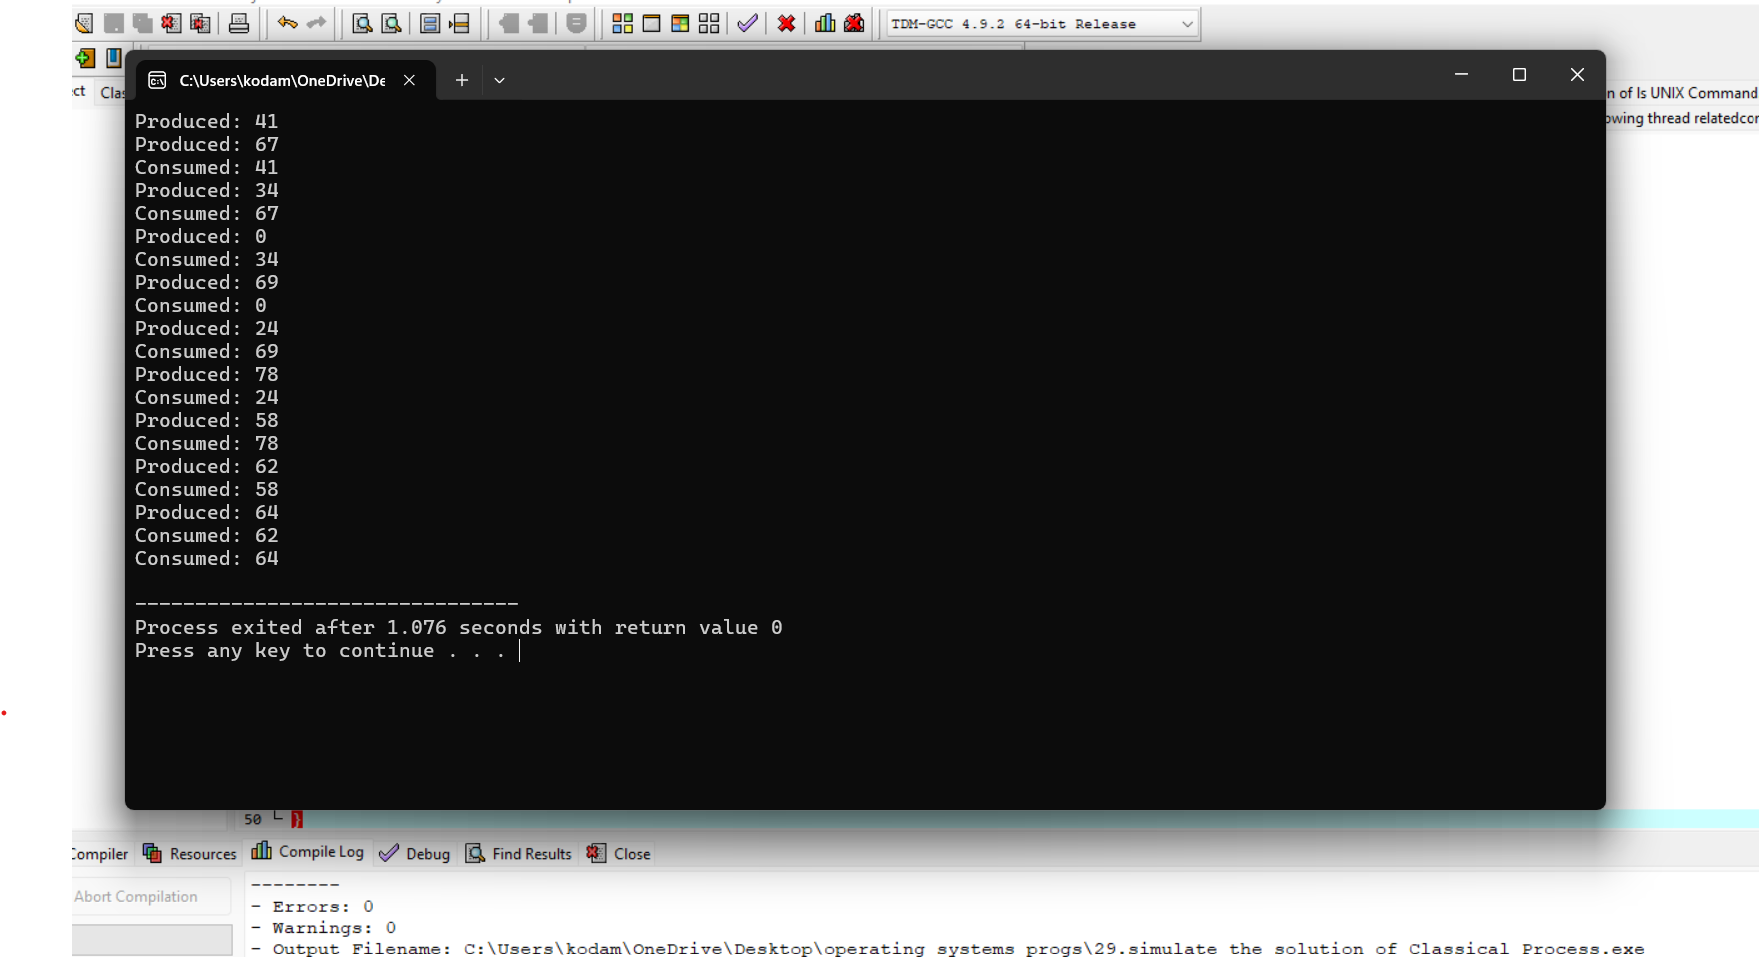 TDM-GCC 4.9.2 64-bit Release
C:\Users\kodam\OneDrive\De
ct Clas
n of ls UNIX Command
owing thread relatedcor
Produced: 41
Produced: 67
Consumed: 41
Produced: 34
Consumed: 67
Produced: 0
Consumed: 34
Produced: 69
Consumed: 0
Produced: 24
Consumed: 69
Produced: 78
Consumed: 24
Produced: 58
Consumed: 78
Produced: 62
Consumed: 58
Produced: 64
Consumed: 62
Consumed: 64
--------------------------------
Process exited after 1.076 seconds with return value 0
Press any key to continue . . .
50 }
Compiler Resources Compile Log Debug Find Results Close
Abort Compilation
--------
- Errors: 0
- Warnings: 0
- Output Filename: C:\Users\kodam\OneDrive\Desktop\operating systems progs\29.simulate the solution of Classical Process.exe